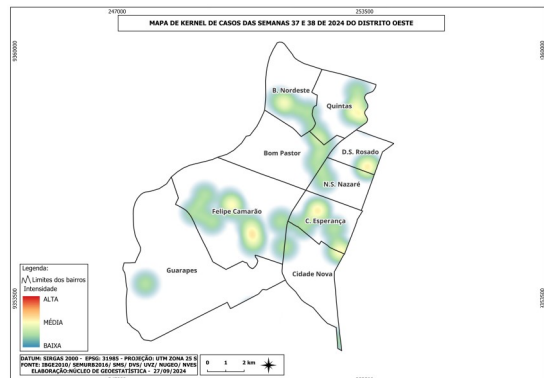 247000
253500
MAPA DE KERNEL DE CASOS DAS SEMANAS 37 E 38 DE 2024 DO DISTRITO OESTE
9360000
B. Nordeste
Quintas
Bom Pastor
D.S. Rosado
N.S. Nazaré
Felipe Camarão
C. Esperança
Guarapes
Cidade Nova
9353500
9353500
Legenda:
Limites dos bairros
Intensidade
ALTA
MÉDIA
BAIXA
DATUM: SIRGAS 2000 - EPSG: 31985 - PROJEÇÃO: UTM ZONA 25 S
FONTE: IBGE2010/ SEMURB2016/ SMS/ DVS/ UVZ/ NUGEO/ NVES
ELABORAÇÃO:NÚCLEO DE GEOESTATÍSTICA - 27/09/2024
0 1 2 km